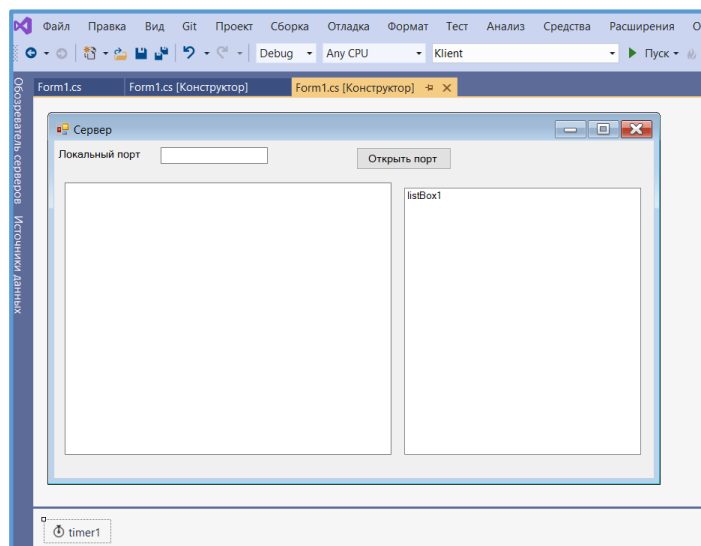 Файл Правка Вид Git Проект Сборка Отладка Формат Тест Анализ Средства Расширения О
Debug Any CPU Klient Пуск
Form1.cs Form1.cs [Конструктор] Form1.cs [Конструктор]
Обозреватель серверов
Источники данных
Сервер
Локальный порт Открыть порт
listBox1
timer1